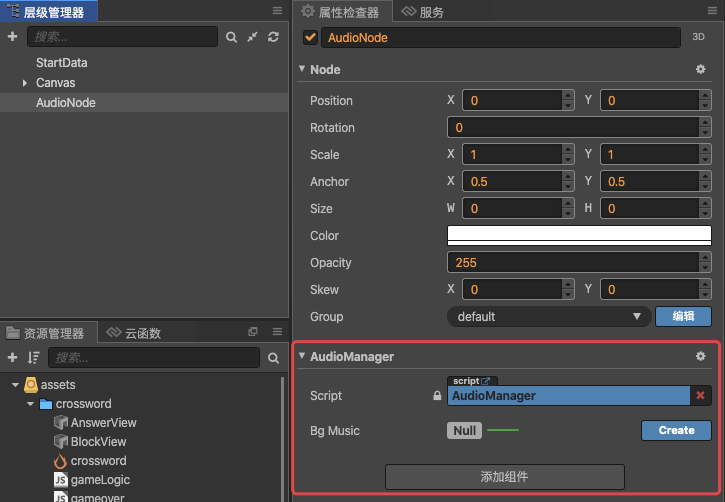 层级管理器
搜索...
StartData
Canvas
AudioNode
资源管理器 云函数
搜索...
assets
crossword
AnswerView
BlockView
crossword
JS gameLogic
JS gameover
属性检查器 服务
AudioNode 3D
Node
Position X 0 Y 0
Rotation 0
Scale X 1 Y 1
Anchor X 0.5 Y 0.5
Size W 0 H 0
Color
Opacity 255
Skew X 0 Y 0
Group default 编辑
AudioManager
script
Script AudioManager
Bg Music Null Create
添加组件